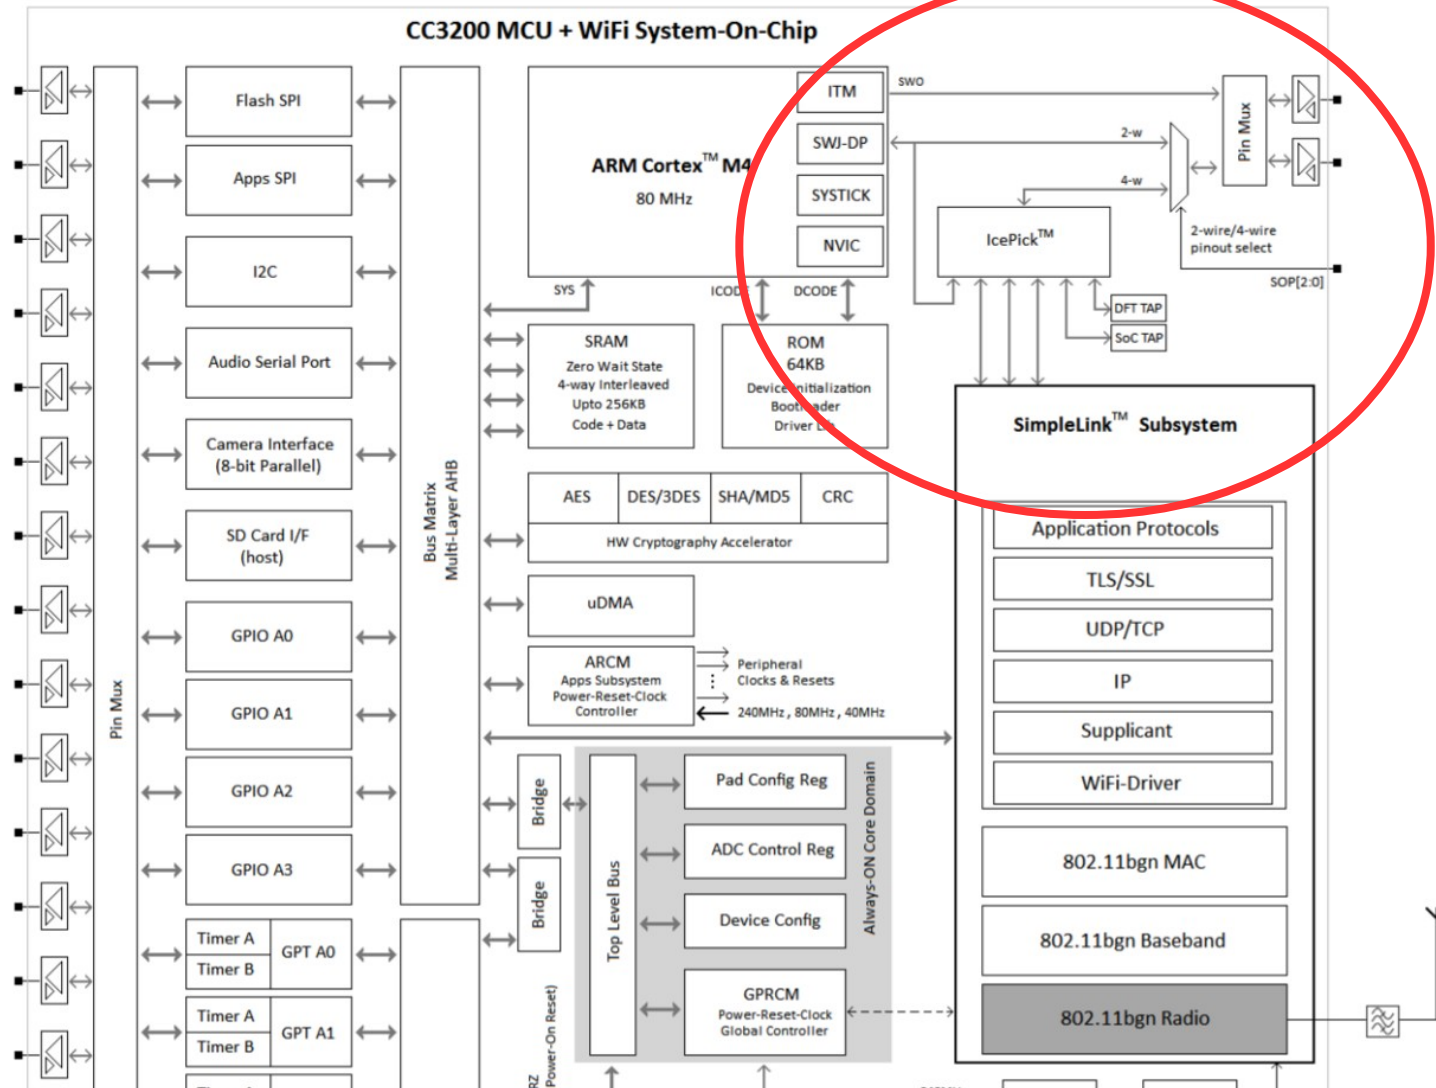 CC3200 MCU + WiFi System-On-Chip
Pin Mux
Flash SPI
Apps SPI
I2C
Audio Serial Port
Camera Interface
(8-bit Parallel)
SD Card I/F
(host)
GPIO A0
GPIO A1
GPIO A2
GPIO A3
Timer A
Timer B
GPT A0
Timer A
Timer B
GPT A1
Bus Matrix
Multi-Layer AHB
ARM Cortex™ M4
80 MHz
ITM
SWJ-DP
SYSTICK
NVIC
SYS
ICODE
DCODE
SRAM
Zero Wait State
4-way Interleaved
Upto 256KB
Code + Data
ROM
64KB
Device Initialization
Bootloader
Driver Lib
AES
DES/3DES
SHA/MD5
CRC
HW Cryptography Accelerator
uDMA
ARCM
Apps Subsystem
Power-Reset-Clock
Controller
Peripheral
Clocks & Resets
240MHz , 80MHz , 40MHz
Bridge
Bridge
Top Level Bus
Pad Config Reg
ADC Control Reg
Device Config
GPRCM
Power-Reset-Clock
Global Controller
Always-ON Core Domain
Power-On Reset)
SWO
2-w
4-w
Pin Mux
2-wire/4-wire
pinout select
SOP[2:0]
IcePick™
DFT TAP
SoC TAP
SimpleLink™ Subsystem
Application Protocols
TLS/SSL
UDP/TCP
IP
Supplicant
WiFi-Driver
802.11bgn MAC
802.11bgn Baseband
802.11bgn Radio